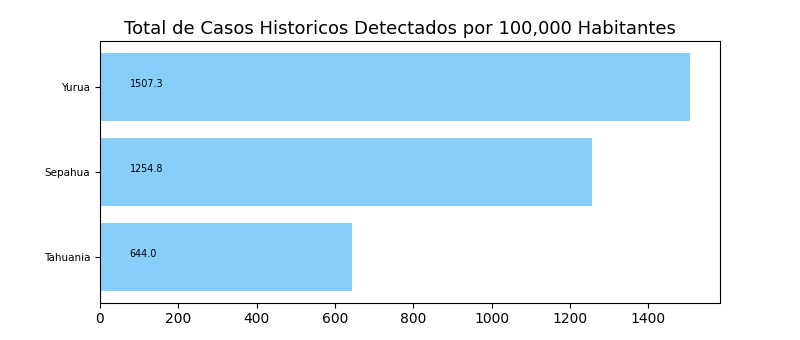 Total de Casos Historicos Detectados por 100,000 Habitantes
Yurua
1507.3
Sepahua
1254.8
Tahuania
644.0
0 200 400 600 800 1000 1200 1400